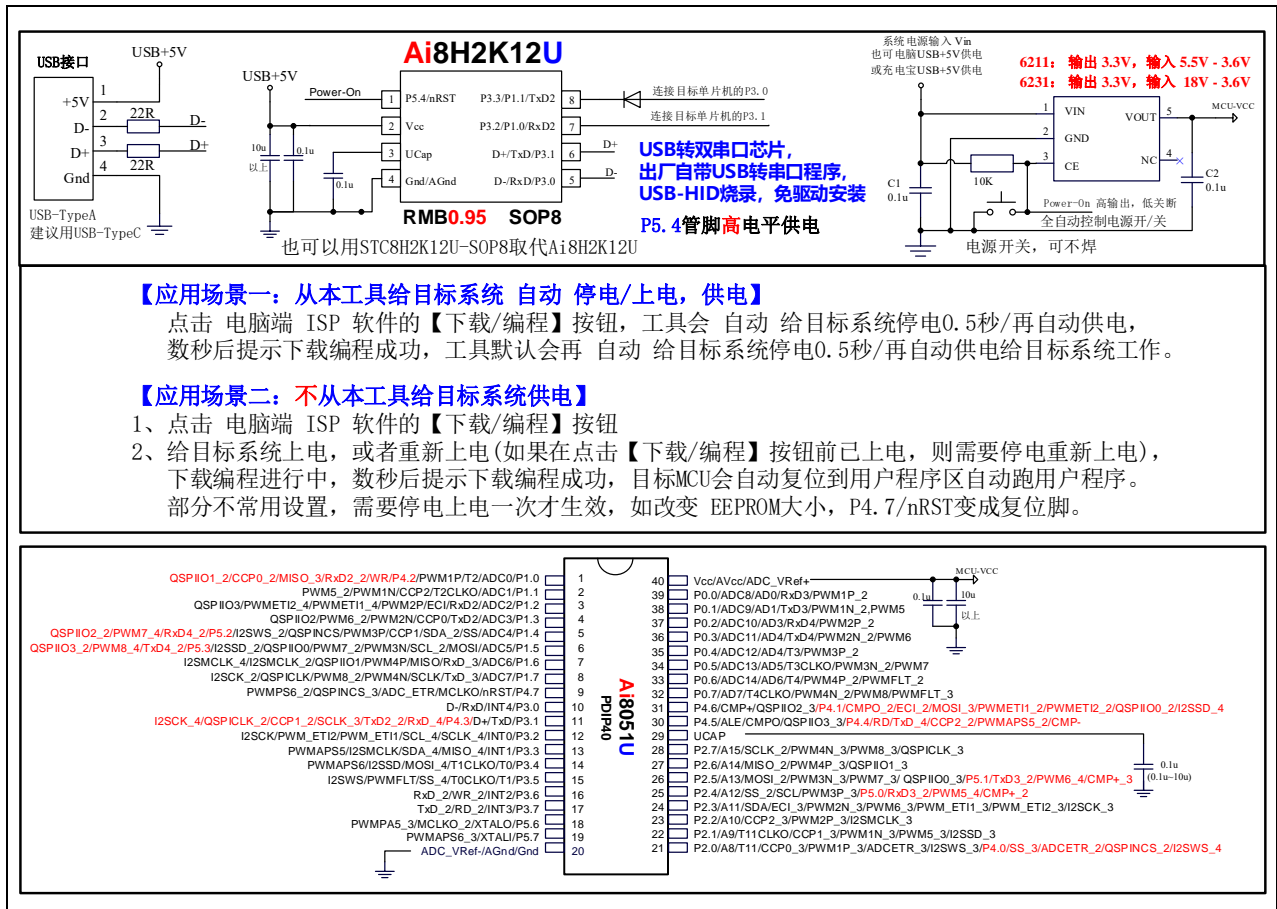 USB接口
USB+5V
+5V
1
D-
2
22R
D-
D+
3
22R
D+
Gnd
4
USB-TypeA
建议用USB-TypeC
Ai8H2K12U
USB+5V
Power-On
1
P5.4/nRST
P3.3/P1.1/TxD2
8
连接目标单片机的P3.0
2
Vcc
P3.2/P1.0/RxD2
7
连接目标单片机的P3.1
10u
以上
0.1u
3
UCap
D+/TxD/P3.1
6
D+
0.1u
4
Gnd/AGnd
D-/RxD/P3.0
5
D-
RMB0.95 SOP8
也可以用STC8H2K12U-SOP8取代Ai8H2K12U
USB转双串口芯片，
出厂自带USB转串口程序，
USB-HID烧录，免驱动安装
P5.4管脚高电平供电
系统电源输入 Vin
也可电脑USB+5V供电
或充电宝USB+5V供电
6211： 输出 3.3V，输入 5.5V - 3.6V
6231： 输出 3.3V，输入 18V - 3.6V
1
VIN
VOUT
5
MCU-VCC
2
GND
3
CE
NC
4
10K
C1
0.1u
C2
0.1u
Power-On 高输出，低关断
全自动控制电源开/关
电源开关，可不焊
【应用场景一：从本工具给目标系统 自动 停电/上电，供电】
点击 电脑端 ISP 软件的【下载/编程】按钮，工具会 自动 给目标系统停电0.5秒/再自动供电，
数秒后提示下载编程成功，工具默认会再 自动 给目标系统停电0.5秒/再自动供电给目标系统工作。
【应用场景二：不从本工具给目标系统供电】
1、点击 电脑端 ISP 软件的【下载/编程】按钮
2、给目标系统上电，或者重新上电(如果在点击【下载/编程】按钮前已上电，则需要停电重新上电)，
下载编程进行中，数秒后提示下载编程成功，目标MCU会自动复位到用户程序区自动跑用户程序。
部分不常用设置，需要停电上电一次才生效，如改变 EEPROM大小，P4.7/nRST变成复位脚。
QSPIIO1_2/CCP0_2/MISO_3/RxD2_2/WR/P4.2/PWM1P/T2/ADC0/P1.0 1
PWM5_2/PWM1N/CCP2/T2CLKO/ADC1/P1.1 2
QSPIIO3/PWMETI2_4/PWMETI1_4/PWM2P/ECI/RxD2/ADC2/P1.2 3
QSPIIO2/PWM6_2/PWM2N/CCP0/TxD2/ADC3/P1.3 4
QSPIIO2_2/PWM7_4/RxD4_2/P5.2/I2SWS_2/QSPINCS/PWM3P/CCP1/SDA_2/SS/ADC4/P1.4 5
QSPIIO3_2/PWM8_4/TxD4_2/P5.3/I2SSD_2/QSPIIO0/PWM7_2/PWM3N/SCL_2/MOSI/ADC5/P1.5 6
I2SMCLK_4/I2SMCLK_2/QSPIIO1/PWM4P/MISO/RxD_3/ADC6/P1.6 7
I2SCK_2/QSPICLK/PWM8_2/PWM4N/SCLK/TxD_3/ADC7/P1.7 8
PWMPS6_2/QSPINCS_3/ADC_ETR/MCLKO/nRST/P4.7 9
D-/RxD/INT4/P3.0 10
I2SCK_4/QSPICLK_2/CCP1_2/SCLK_3/TxD2_2/RxD_4/P4.3/D+/TxD/P3.1 11
I2SCK/PWM_ETI2/PWM_ETI1/SCL_4/SCLK_4/INT0/P3.2 12
PWMAPS5/I2SMCLK/SDA_4/MISO_4/INT1/P3.3 13
PWMAPS6/I2SSD/MOSI_4/T1CLKO/T0/P3.4 14
I2SWS/PWMFLT/SS_4/T0CLKO/T1/P3.5 15
RxD_2/WR_2/INT2/P3.6 16
TxD_2/RD_2/INT3/P3.7 17
PWMPA5_3/MCLKO_2/XTALO/P5.6 18
PWMAPS6_3/XTALI/P5.7 19
ADC_VRef-/AGnd/Gnd 20
Ai8051U
PDIP40
40 Vcc/AVcc/ADC_VRef+
39 P0.0/ADC8/AD0/RxD3/PWM1P_2
38 P0.1/ADC9/AD1/TxD3/PWM1N_2,PWM5
37 P0.2/ADC10/AD3/RxD4/PWM2P_2
36 P0.3/ADC11/AD4/TxD4/PWM2N_2/PWM6
35 P0.4/ADC12/AD4/T3/PWM3P_2
34 P0.5/ADC13/AD5/T3CLKO/PWM3N_2/PWM7
33 P0.6/ADC14/AD6/T4/PWM4P_2/PWMFLT_2
32 P0.7/AD7/T4CLKO/PWM4N_2/PWM8/PWMFLT_3
31 P4.6/CMP+/QSPIIO2_3/P4.1/CMPO_2/ECI_2/MOSI_3/PWMETI1_2/PWMETI2_2/QSPIIO0_2/I2SSD_4
30 P4.5/ALE/CMPO/QSPIIO3_3/P4.4/RD/TxD_4/CCP2_2/PWMAPS5_2/CMP-
29 UCAP
28 P2.7/A15/SCLK_2/PWM4N_3/PWM8_3/QSPICLK_3
27 P2.6/A14/MISO_2/PWM4P_3/QSPIIO1_3
26 P2.5/A13/MOSI_2/PWM3N_3/PWM7_3/ QSPIIO0_3/P5.1/TxD3_2/PWM6_4/CMP+_3
25 P2.4/A12/SS_2/SCL/PWM3P_3/P5.0/RxD3_2/PWM5_4/CMP+_2
24 P2.3/A11/SDA/ECI_3/PWM2N_3/PWM6_3/PWM_ETI1_3/PWM_ETI2_3/I2SCK_3
23 P2.2/A10/CCP2_3/PWM2P_3/I2SMCLK_3
22 P2.1/A9/T11CLKO/CCP1_3/PWM1N_3/PWM5_3/I2SSD_3
21 P2.0/A8/T11/CCP0_3/PWM1P_3/ADCETR_3/I2SWS_3/P4.0/SS_3/ADCETR_2/QSPINCS_2/I2SWS_4
MCU-VCC
0.1u
10u
以上
0.1u
(0.1u~10u)